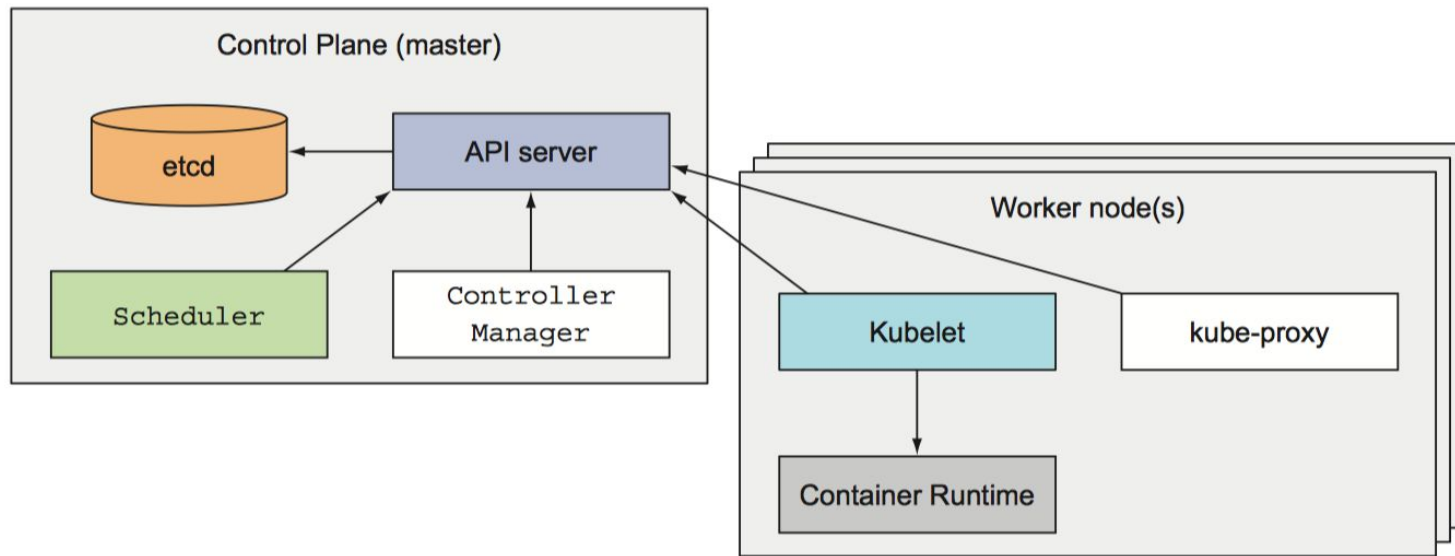 Control Plane (master)
etcd
API server
Scheduler
Controller
Manager
Worker node(s)
Kubelet
kube-proxy
Container Runtime